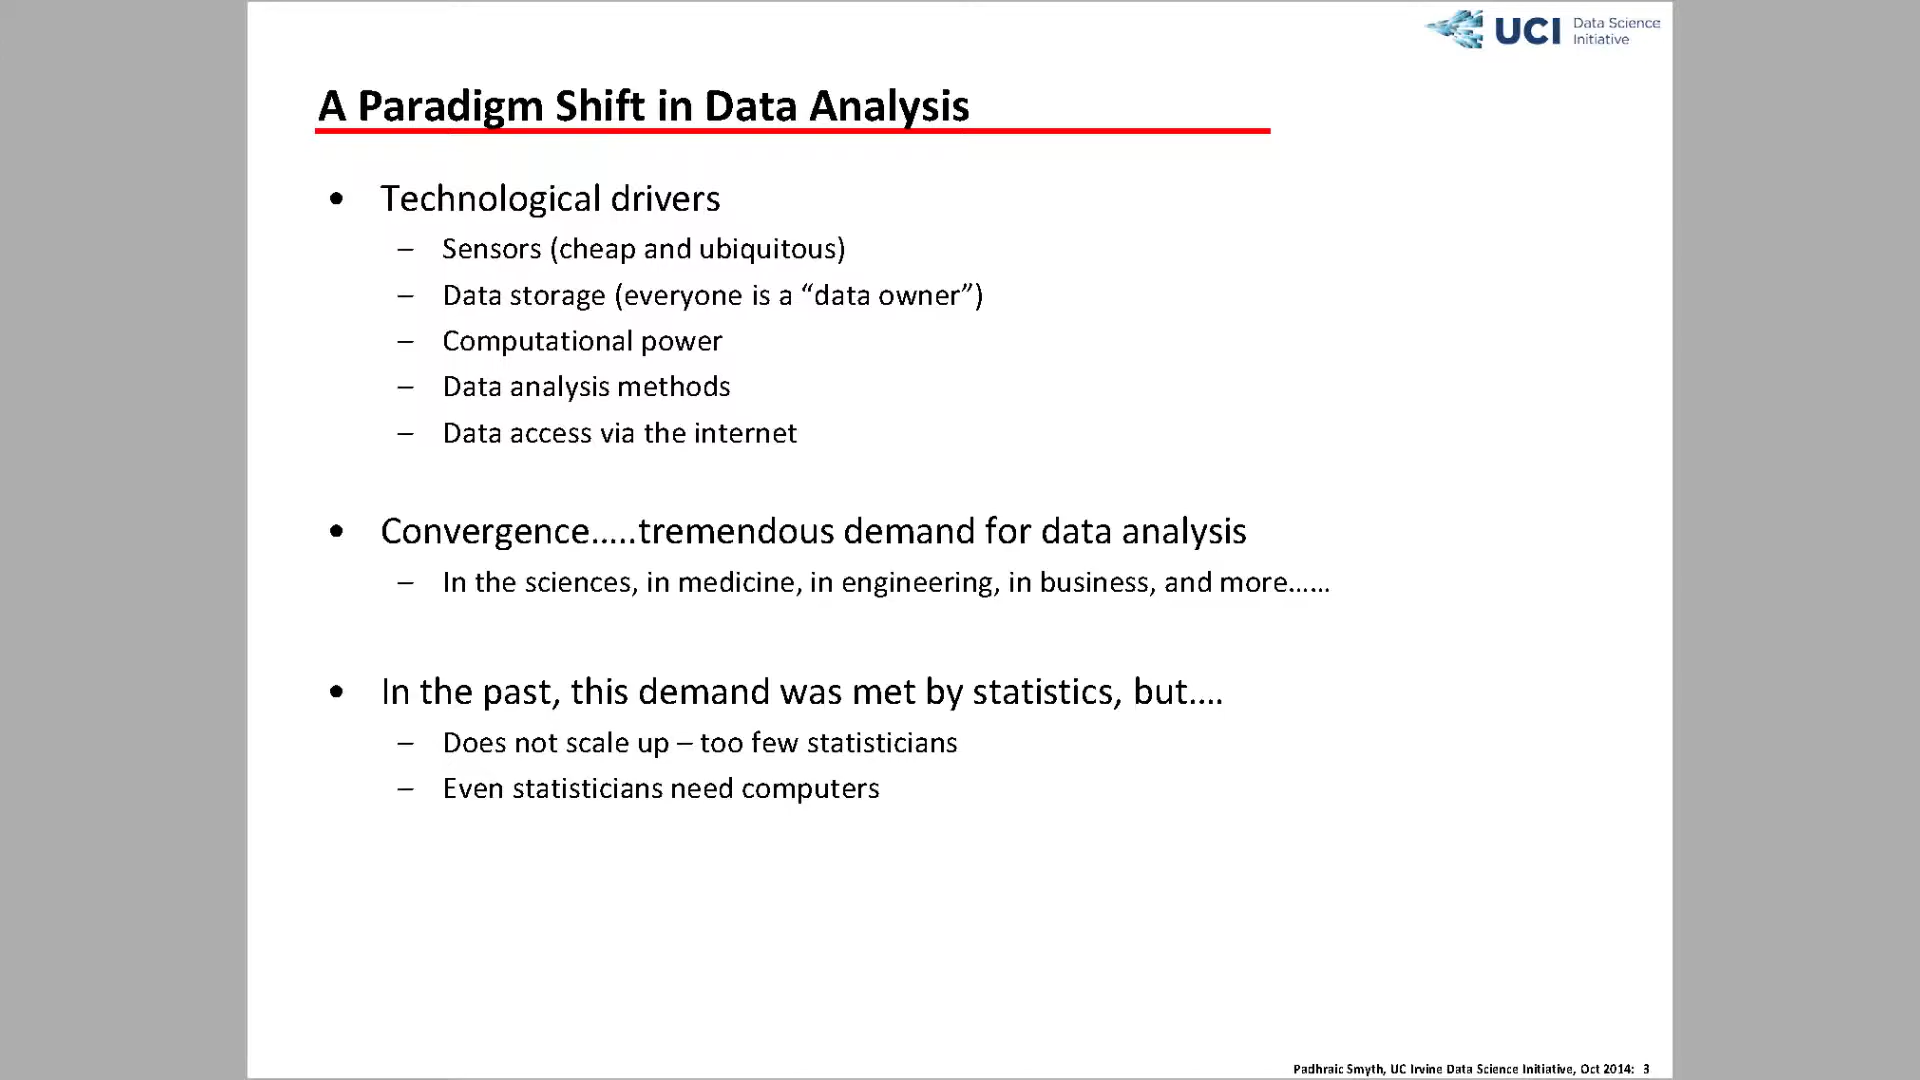 UCI Data Science
Initiative
A Paradigm Shift in Data Analysis
• Technological drivers
– Sensors (cheap and ubiquitous)
– Data storage (everyone is a “data owner”)
– Computational power
– Data analysis methods
– Data access via the internet
• Convergence…..tremendous demand for data analysis
– In the sciences, in medicine, in engineering, in business, and more……
• In the past, this demand was met by statistics, but….
– Does not scale up – too few statisticians
– Even statisticians need computers
Padhraic Smyth, UC Irvine Data Science Initiative, Oct 2014: 3